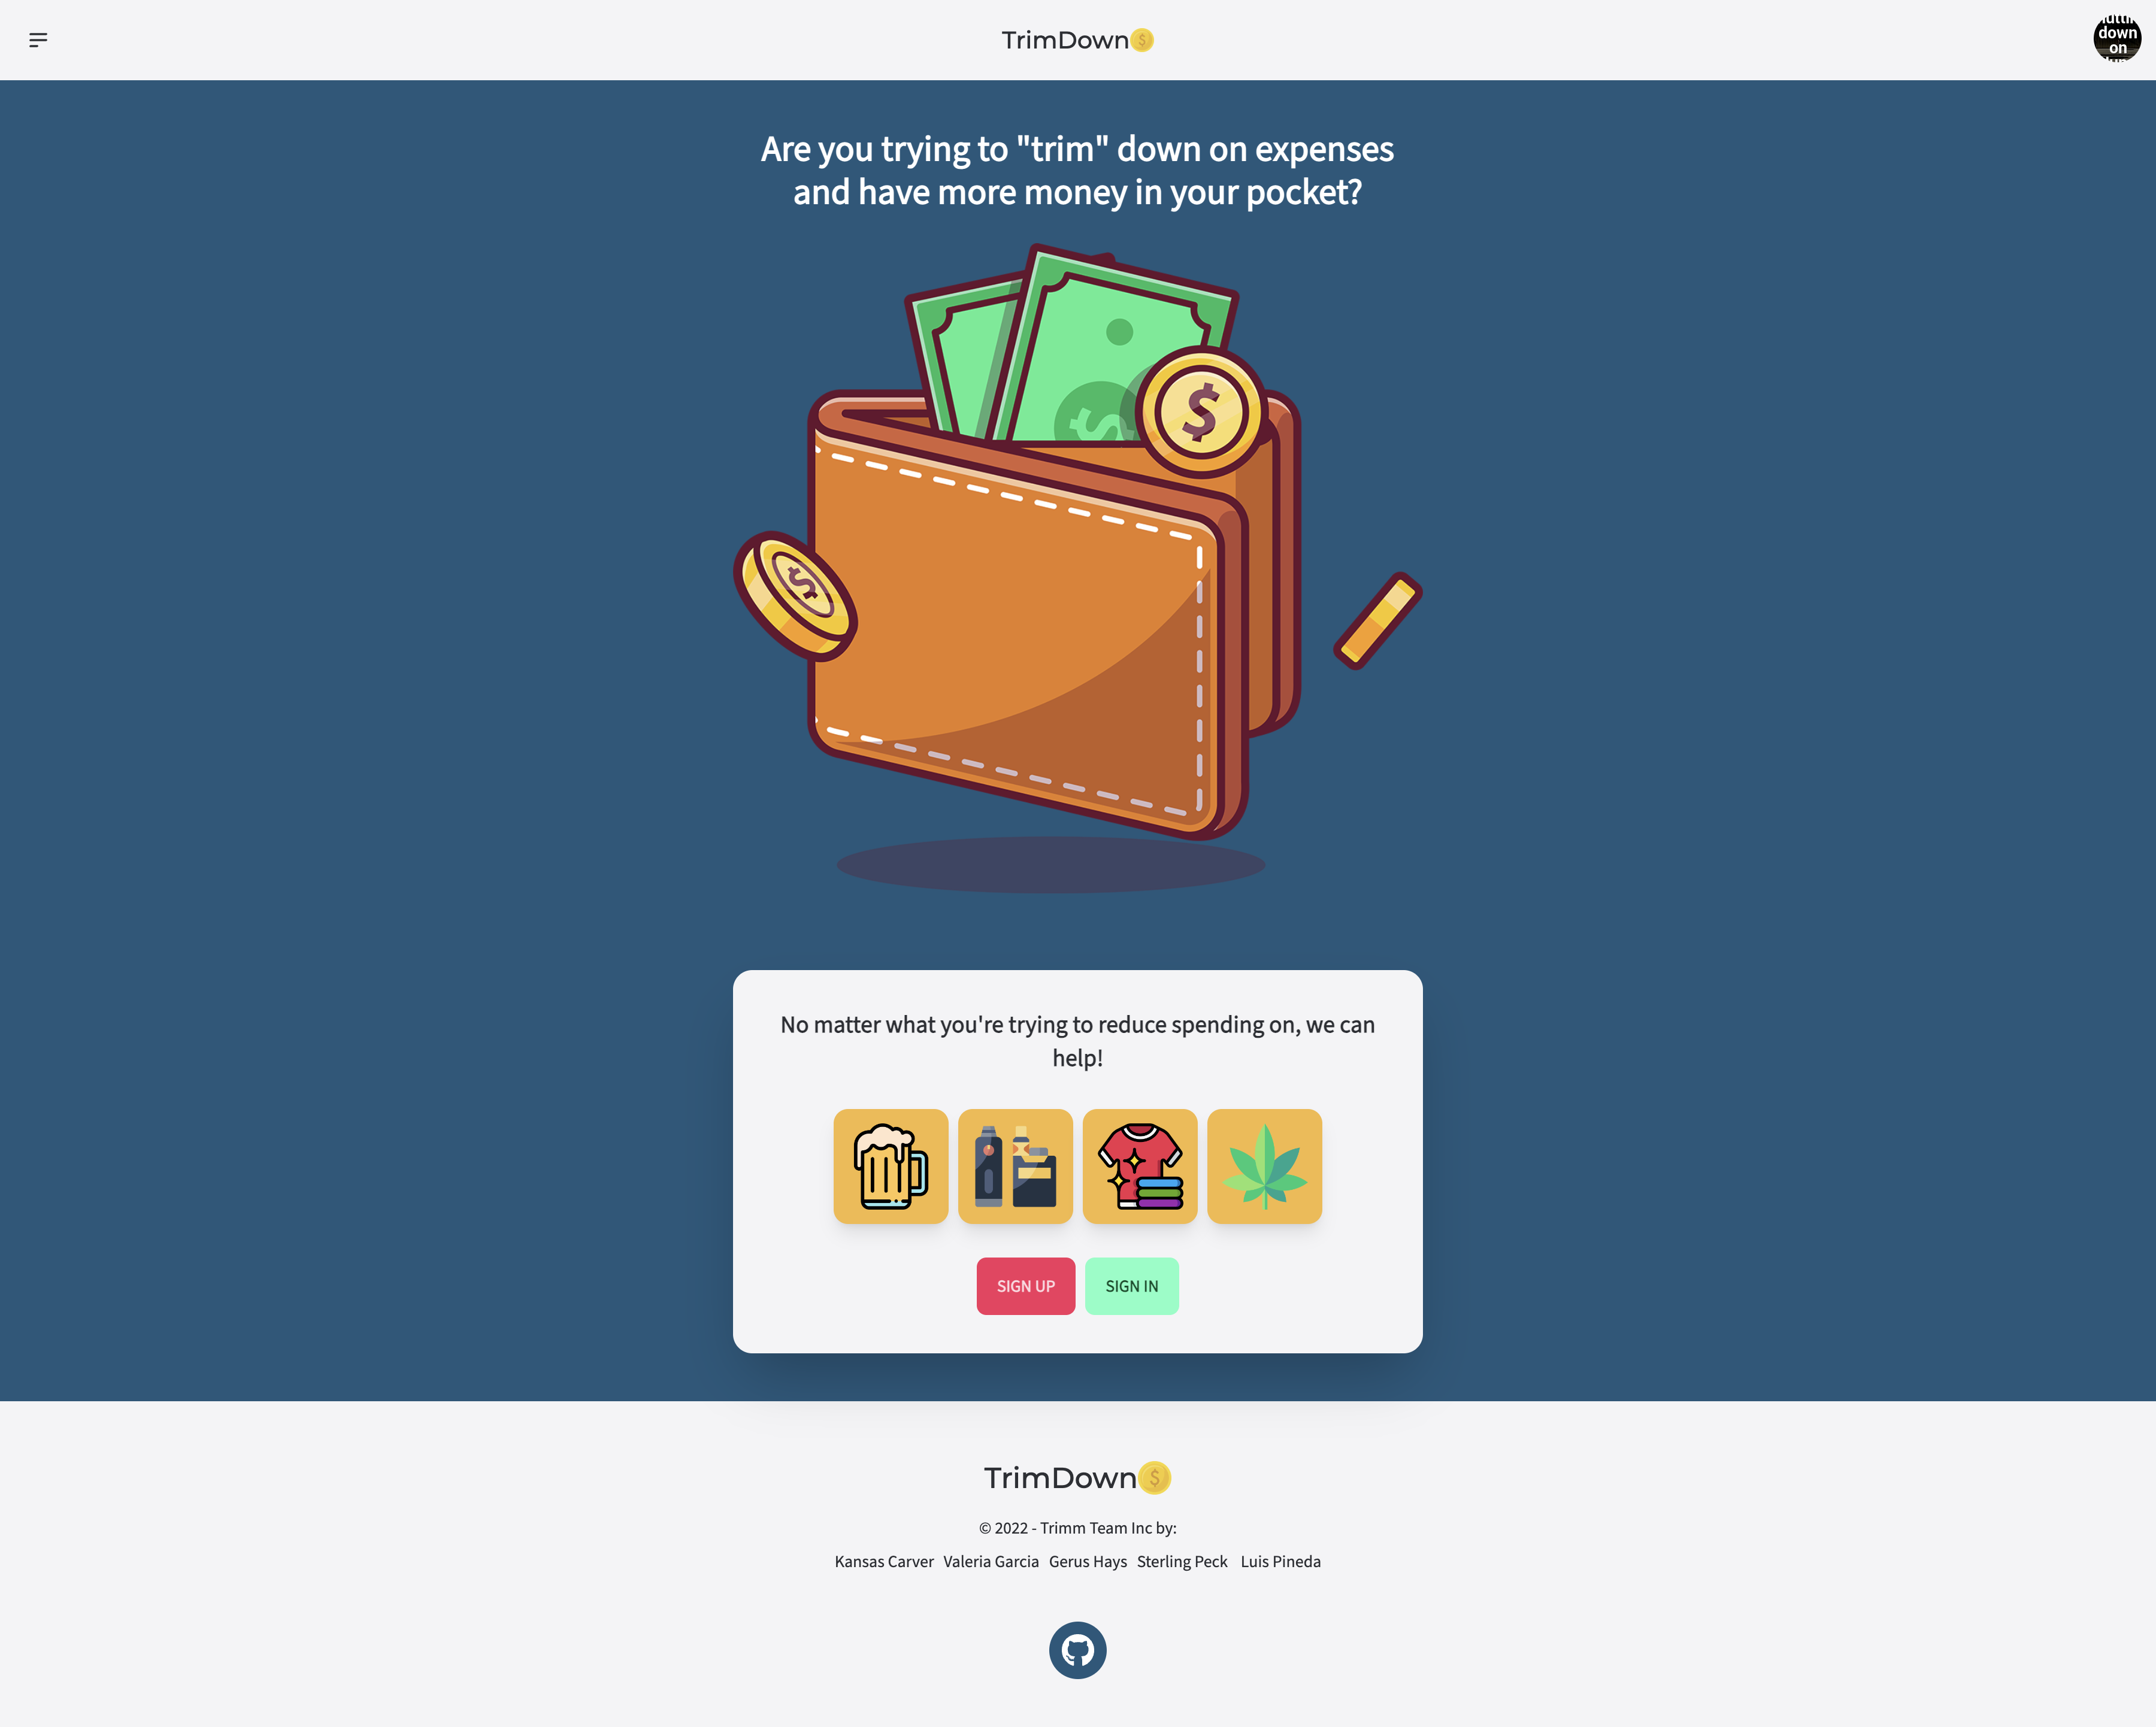 TrimDown
down
on
Are you trying to "trim" down on expenses
and have more money in your pocket?
No matter what you're trying to reduce spending on, we can
help!
SIGN UP
SIGN IN
TrimDown
© 2022 - Trimm Team Inc by:
Kansas Carver Valeria Garcia Gerus Hays Sterling Peck Luis Pineda